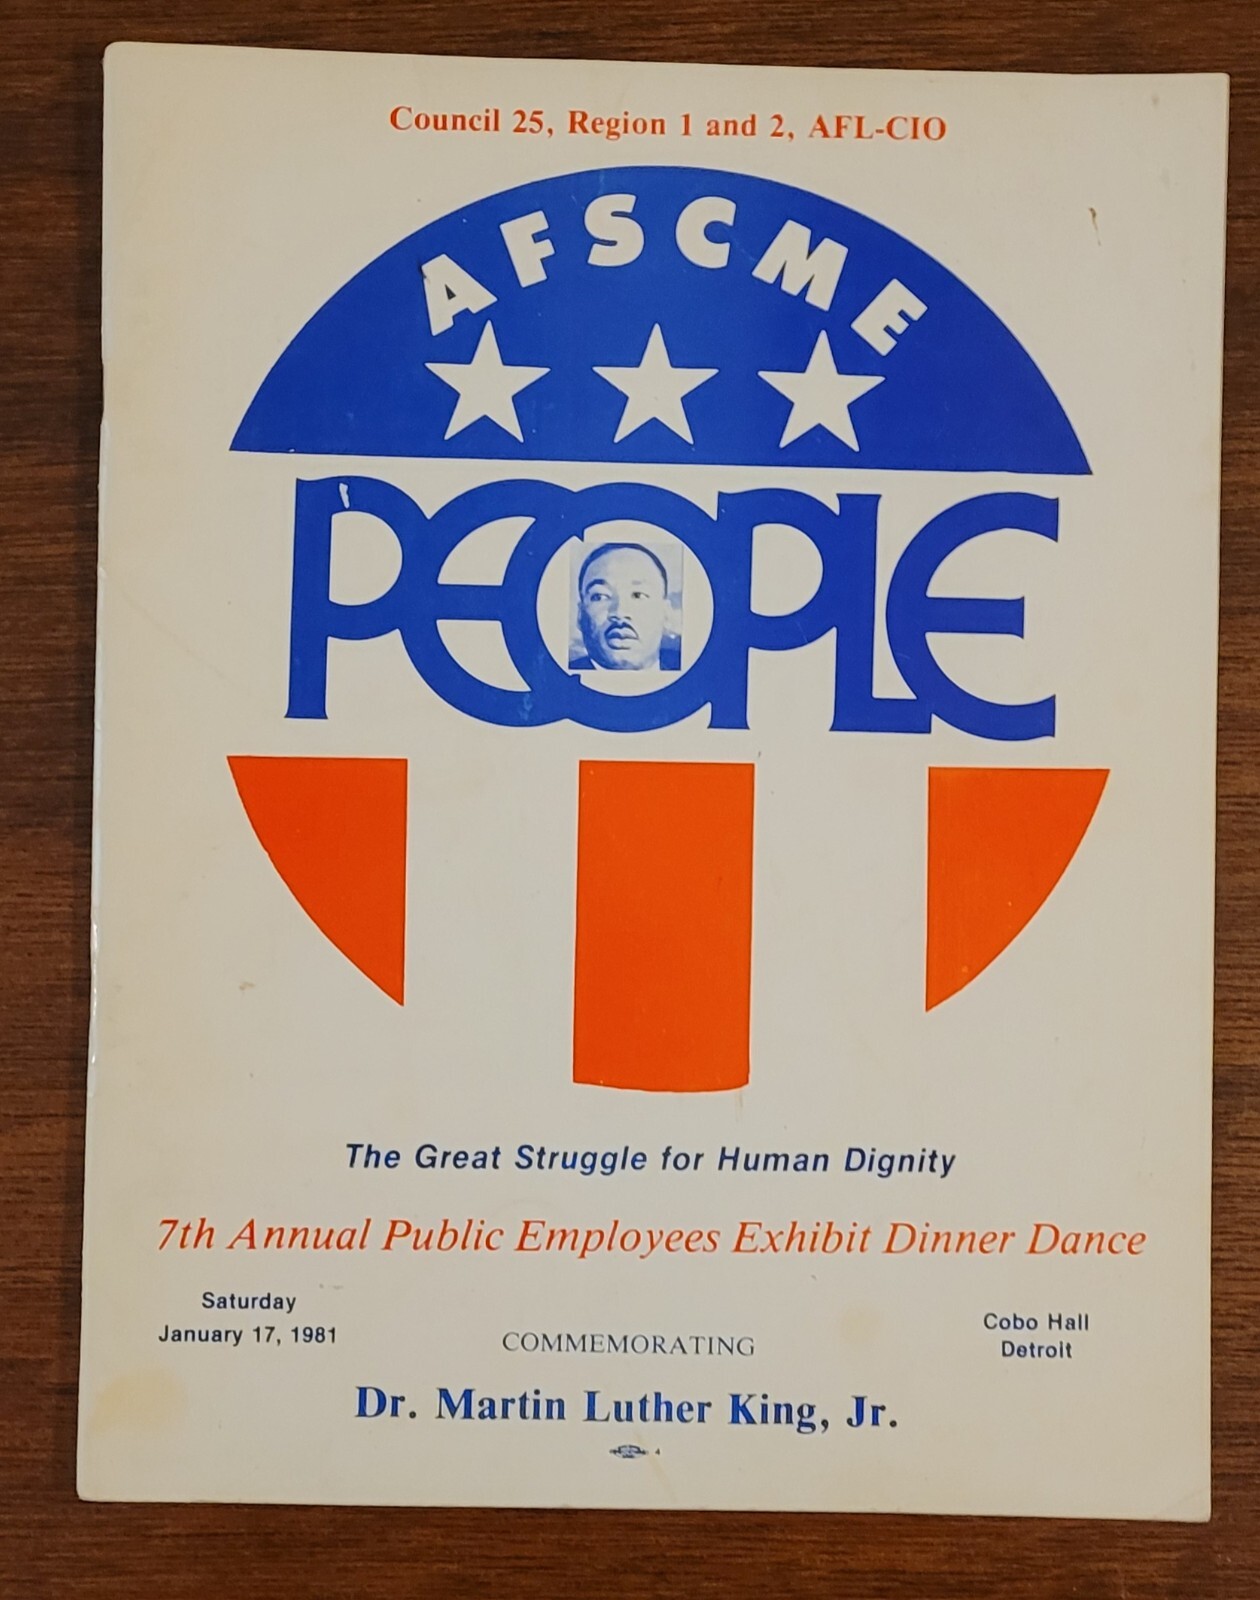 Council 25, Region 1 and 2, AFL-CIO
AFSCME
PEOPLE
The Great Struggle for Human Dignity
7th Annual Public Employees Exhibit Dinner Dance
Saturday
January 17, 1981
COMMEMORATING
Cobo Hall
Detroit
Dr. Martin Luther King, Jr.
4